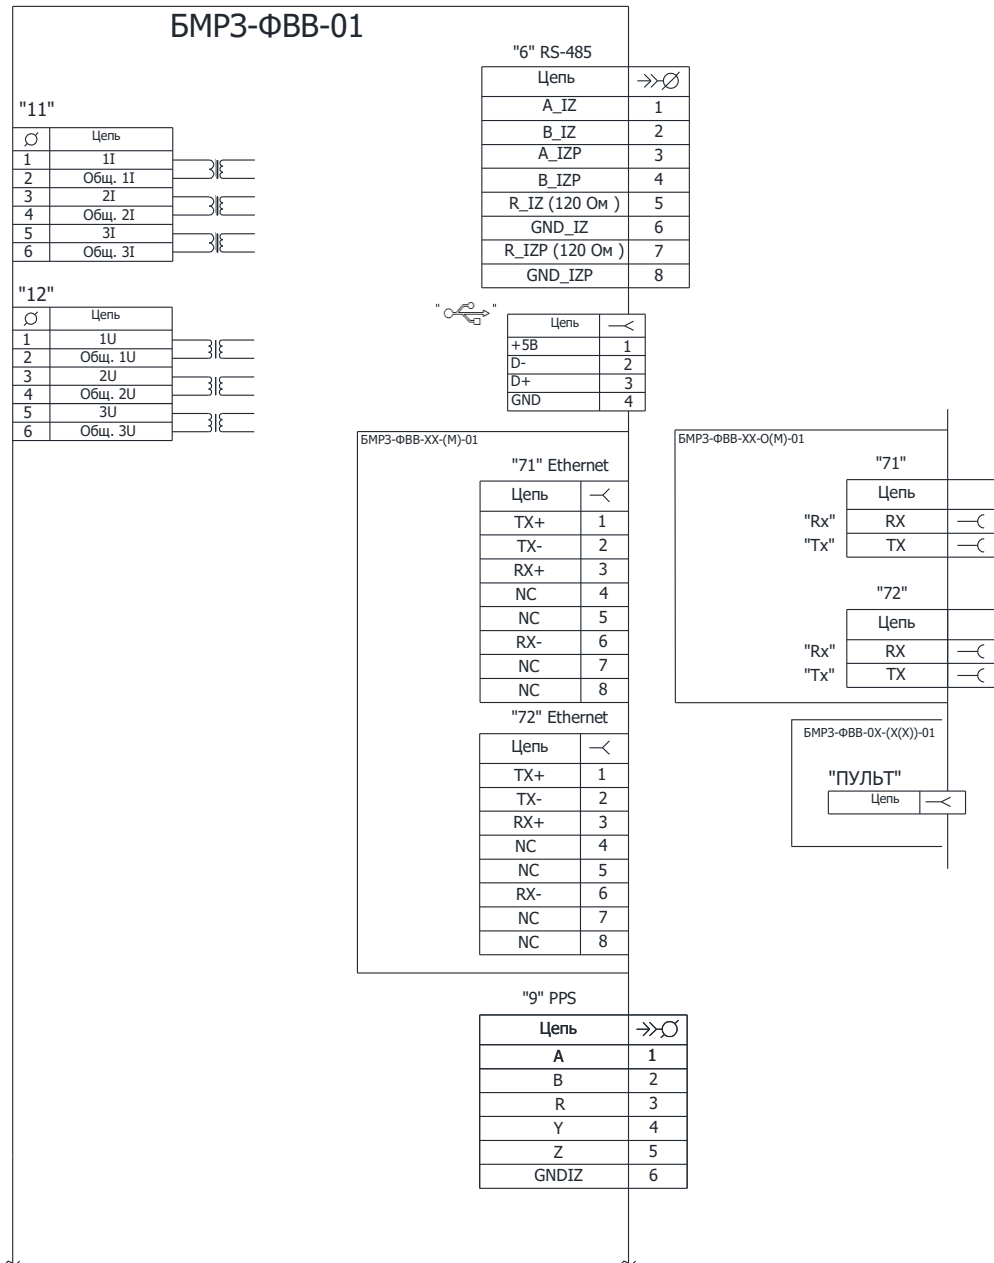 БМРЗ-ФВВ-01
"11"
Цепь
1 1I
2 Общ. 1I
3 2I
4 Общ. 2I
5 3I
6 Общ. 3I
"12"
Цепь
1 1U
2 Общ. 1U
3 2U
4 Общ. 2U
5 3U
6 Общ. 3U
"6" RS-485
Цепь
A_IZ 1
B_IZ 2
A_IZP 3
B_IZP 4
R_IZ (120 Ом ) 5
GND_IZ 6
R_IZP (120 Ом ) 7
GND_IZP 8
" "
Цепь
+5В 1
D- 2
D+ 3
GND 4
БМРЗ-ФВВ-XX-(М)-01
"71" Ethernet
Цепь
TX+ 1
TX- 2
RX+ 3
NC 4
NC 5
RX- 6
NC 7
NC 8
"72" Ethernet
Цепь
TX+ 1
TX- 2
RX+ 3
NC 4
NC 5
RX- 6
NC 7
NC 8
БМРЗ-ФВВ-XX-О(М)-01
"71"
Цепь
"Rx" RX
"Tx" TX
"72"
Цепь
"Rx" RX
"Tx" TX
БМРЗ-ФВВ-0X-(X(X))-01
"ПУЛЬТ"
Цепь
"9" PPS
Цепь
A 1
B 2
R 3
Y 4
Z 5
GNDIZ 6